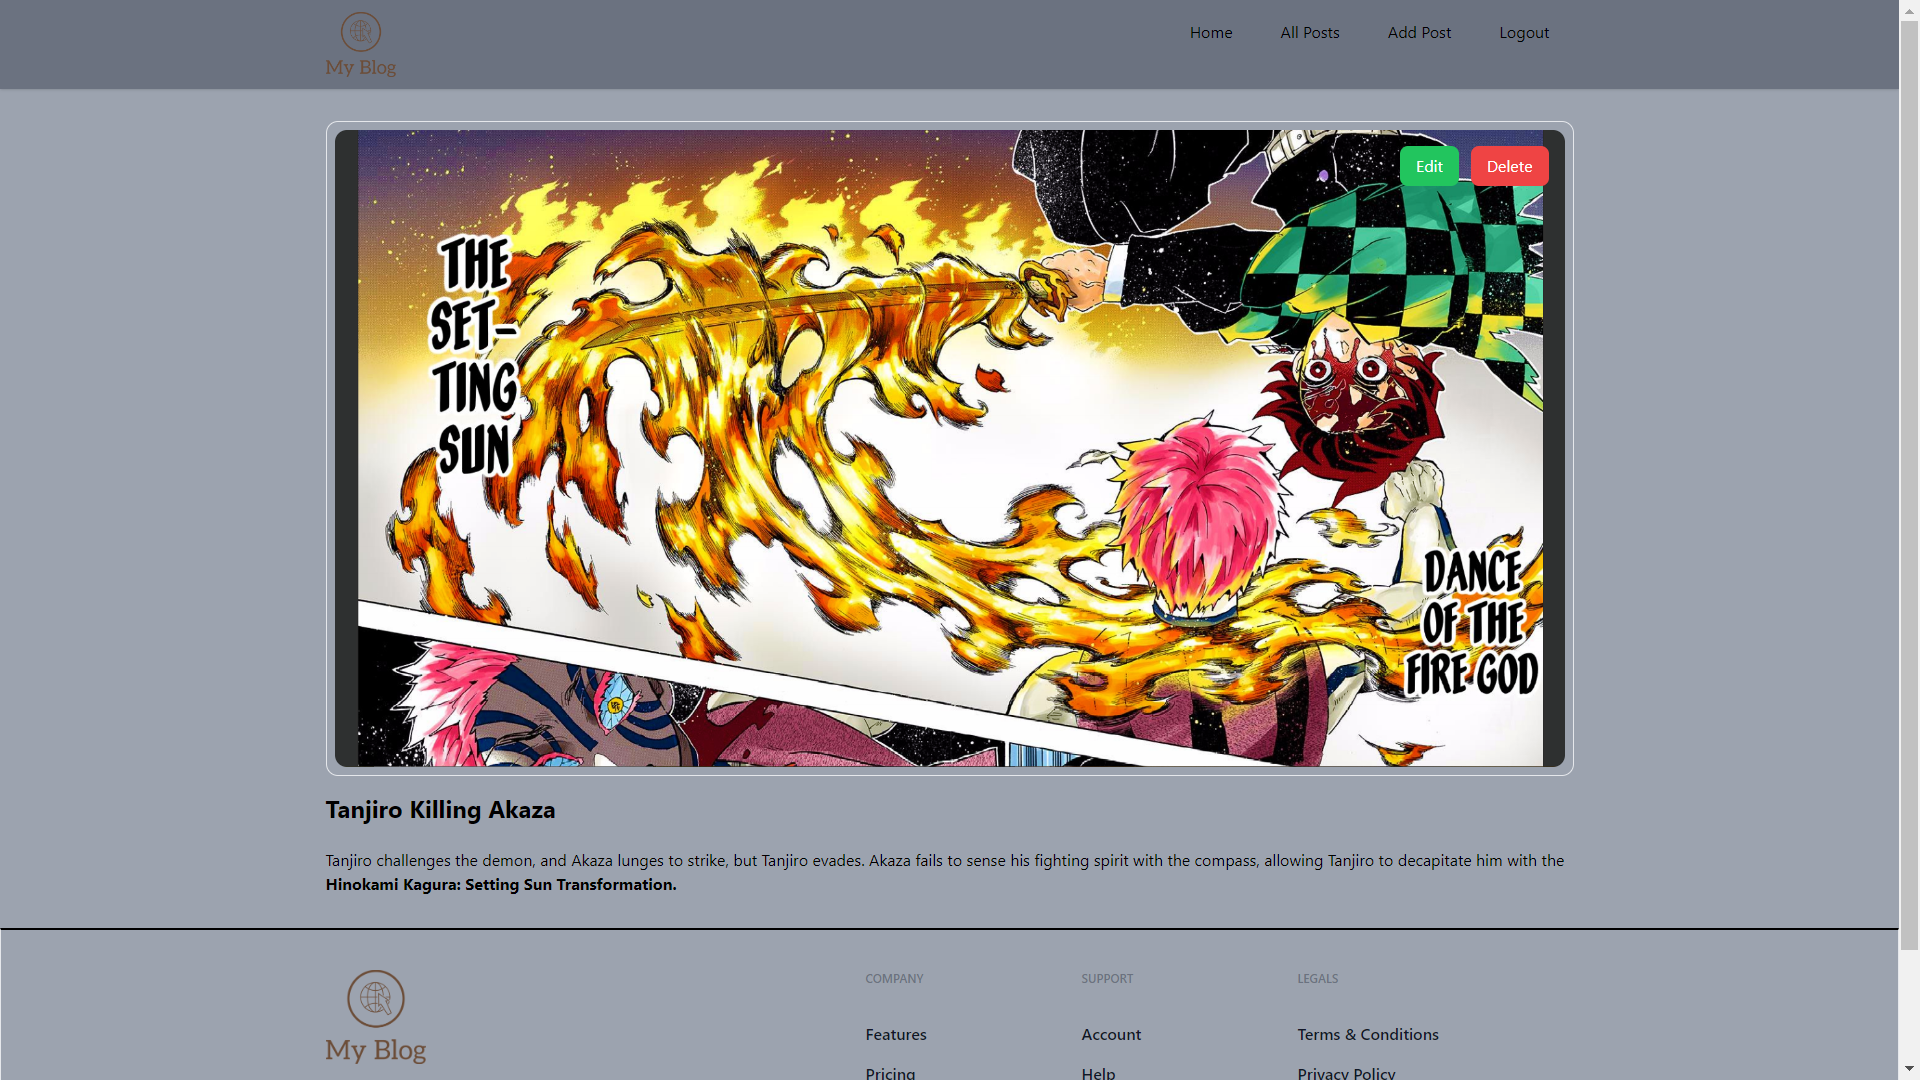 My Blog
Home
All Posts
Add Post
Logout
Edit
Delete
THE
SET-
TING
SUN
DANCE
OF THE
FIRE GOD
Tanjiro Killing Akaza
Tanjiro challenges the demon, and Akaza lunges to strike, but Tanjiro evades. Akaza fails to sense his fighting spirit with the compass, allowing Tanjiro to decapitate him with the
Hinokami Kagura: Setting Sun Transformation.
My Blog
COMPANY
SUPPORT
LEGALS
Features
Account
Terms & Conditions
Pricing
Help
Privacy Policy